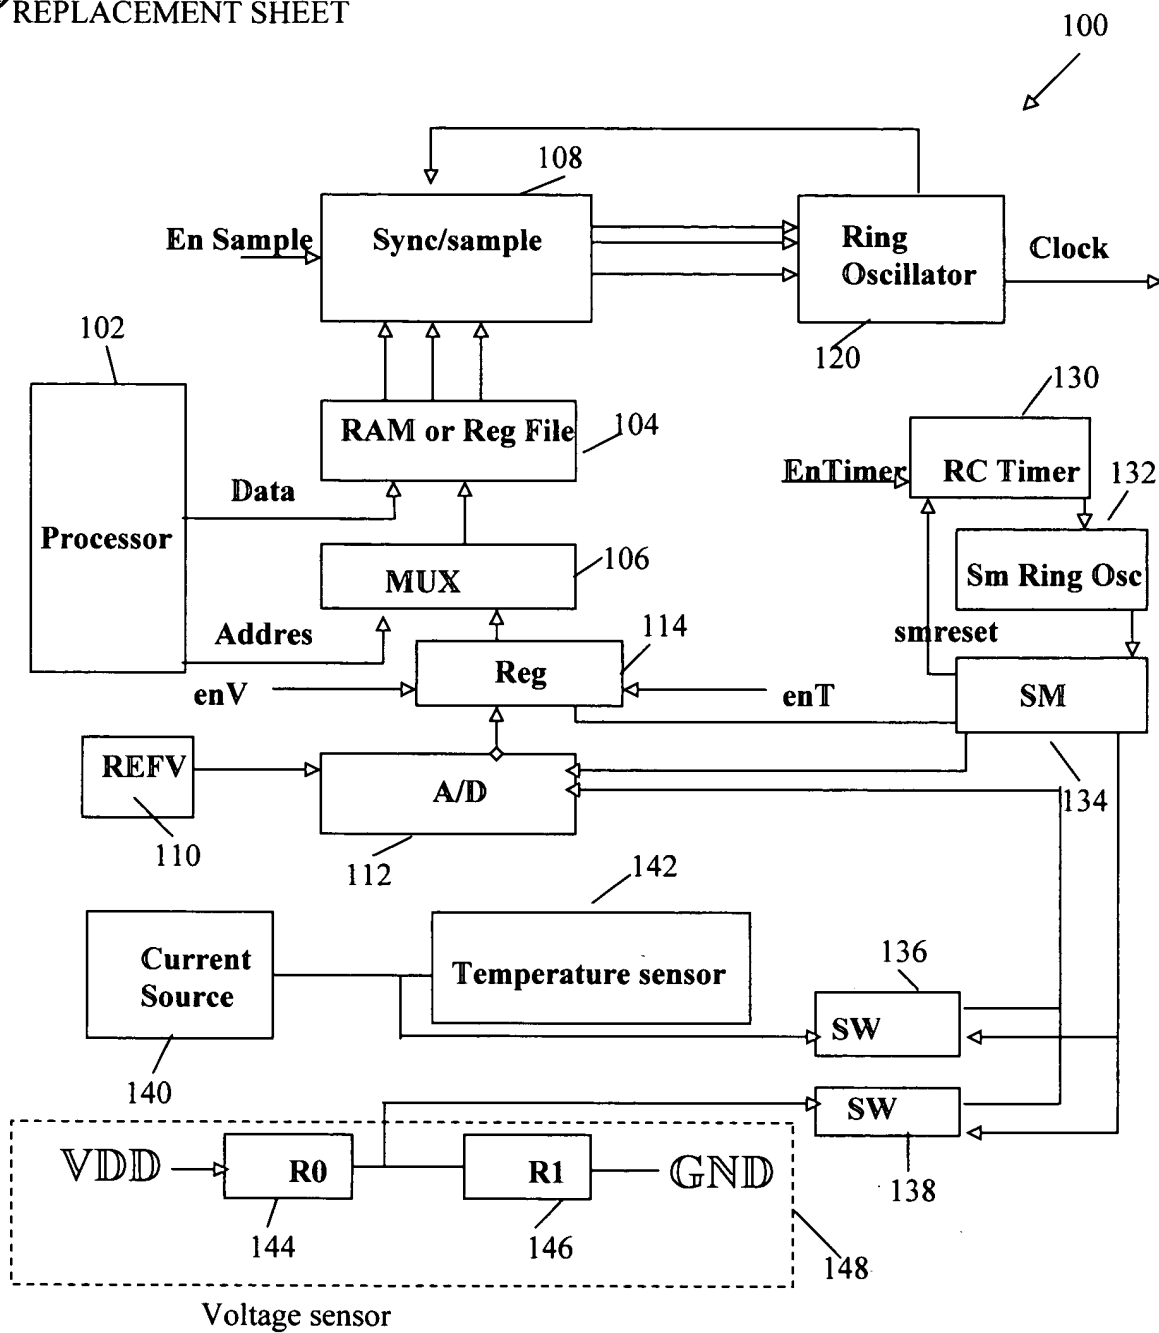 REPLACEMENT SHEET
100
108
En Sample
Sync/sample
Ring
Oscillator
Clock
102
120
130
RAM or Reg File
104
EnTimer
RC Timer
132
Data
Processor
106
MUX
Sm Ring Osc
Addres
114
smreset
Reg
enV
enT
SM
REFV
A/D
134
110
112
142
Current
Source
Temperature sensor
136
SW
140
SW
VDD
R0
R1
GND
138
144
146
148
Voltage sensor